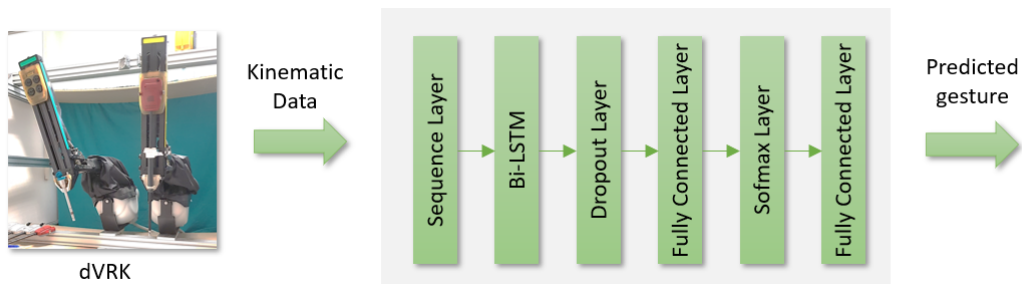 dVRK
Kinematic
Data
Sequence Layer
Bi-LSTM
Dropout Layer
Fully Connected Layer
Sofmax Layer
Fully Connected Layer
Predicted
gesture